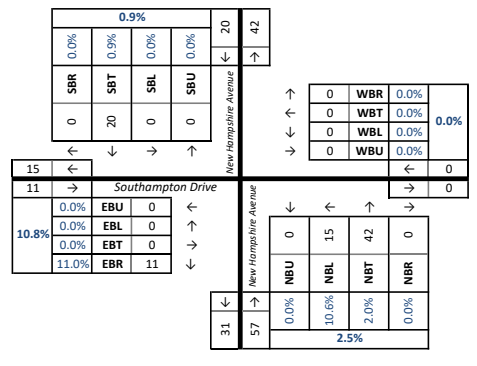 0.9%
20 42
0.0% 0.9% 0.0% 0.0%
↓ ↑
SBR SBT SBL SBU
New Hampshire Avenue
0 20 0 0
← ↓ → ↑
↑ 0 WBR 0.0%
← 0 WBT 0.0%
↓ 0 WBL 0.0%
→ 0 WBU 0.0%
0.0%
15 ← ← 0
11 → Southampton Drive → 0
10.8%
0.0% EBU 0 ←
0.0% EBL 0 ↑
0.0% EBT 0 →
11.0% EBR 11 ↓
New Hampshire Avenue
↓ ← ↑ →
0 15 42 0
NBU NBL NBT NBR
↓ ↑
0.0% 10.6% 2.0% 0.0%
31 57
2.5%